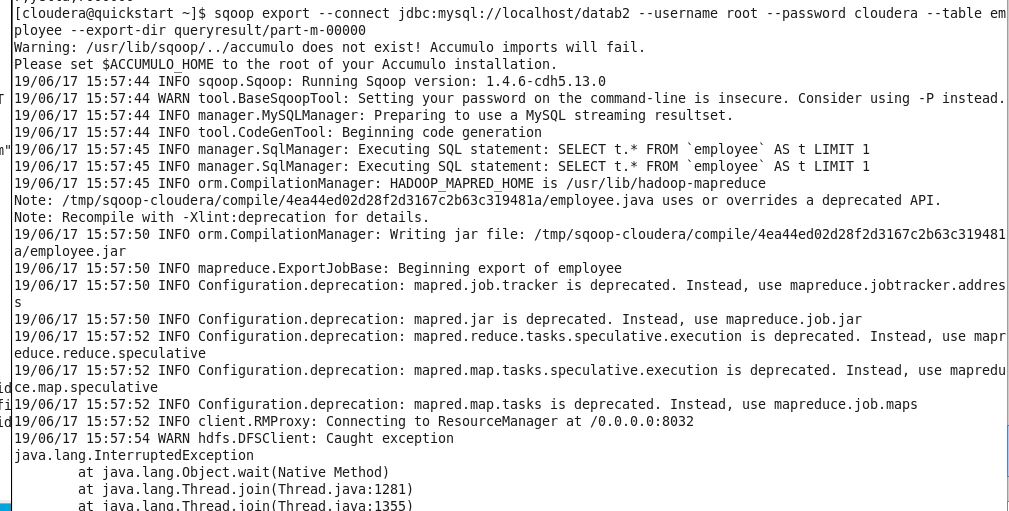 [cloudera@quickstart ~]$ sqoop export --connect jdbc:mysql://localhost/datab2 --username root --password cloudera --table em
ployee --export-dir queryresult/part-m-00000
Warning: /usr/lib/sqoop/../accumulo does not exist! Accumulo imports will fail.
Please set $ACCUMULO_HOME to the root of your Accumulo installation.
19/06/17 15:57:44 INFO sqoop.Sqoop: Running Sqoop version: 1.4.6-cdh5.13.0
19/06/17 15:57:44 WARN tool.BaseSqoopTool: Setting your password on the command-line is insecure. Consider using -P instead.
19/06/17 15:57:44 INFO manager.MySQLManager: Preparing to use a MySQL streaming resultset.
19/06/17 15:57:44 INFO tool.CodeGenTool: Beginning code generation
19/06/17 15:57:45 INFO manager.SqlManager: Executing SQL statement: SELECT t.* FROM `employee` AS t LIMIT 1
19/06/17 15:57:45 INFO manager.SqlManager: Executing SQL statement: SELECT t.* FROM `employee` AS t LIMIT 1
19/06/17 15:57:45 INFO orm.CompilationManager: HADOOP_MAPRED_HOME is /usr/lib/hadoop-mapreduce
Note: /tmp/sqoop-cloudera/compile/4ea44ed02d28f2d3167c2b63c319481a/employee.java uses or overrides a deprecated API.
Note: Recompile with -Xlint:deprecation for details.
19/06/17 15:57:50 INFO orm.CompilationManager: Writing jar file: /tmp/sqoop-cloudera/compile/4ea44ed02d28f2d3167c2b63c319481
a/employee.jar
19/06/17 15:57:50 INFO mapreduce.ExportJobBase: Beginning export of employee
19/06/17 15:57:50 INFO Configuration.deprecation: mapred.job.tracker is deprecated. Instead, use mapreduce.jobtracker.addres
s
19/06/17 15:57:50 INFO Configuration.deprecation: mapred.jar is deprecated. Instead, use mapreduce.job.jar
19/06/17 15:57:52 INFO Configuration.deprecation: mapred.reduce.tasks.speculative.execution is deprecated. Instead, use mapr
educe.reduce.speculative
19/06/17 15:57:52 INFO Configuration.deprecation: mapred.map.tasks.speculative.execution is deprecated. Instead, use mapredu
ce.map.speculative
19/06/17 15:57:52 INFO Configuration.deprecation: mapred.map.tasks is deprecated. Instead, use mapreduce.job.maps
19/06/17 15:57:52 INFO client.RMProxy: Connecting to ResourceManager at /0.0.0.0:8032
19/06/17 15:57:54 WARN hdfs.DFSClient: Caught exception
java.lang.InterruptedException
at java.lang.Object.wait(Native Method)
at java.lang.Thread.join(Thread.java:1281)
at java.lang.Thread.join(Thread.java:1355)